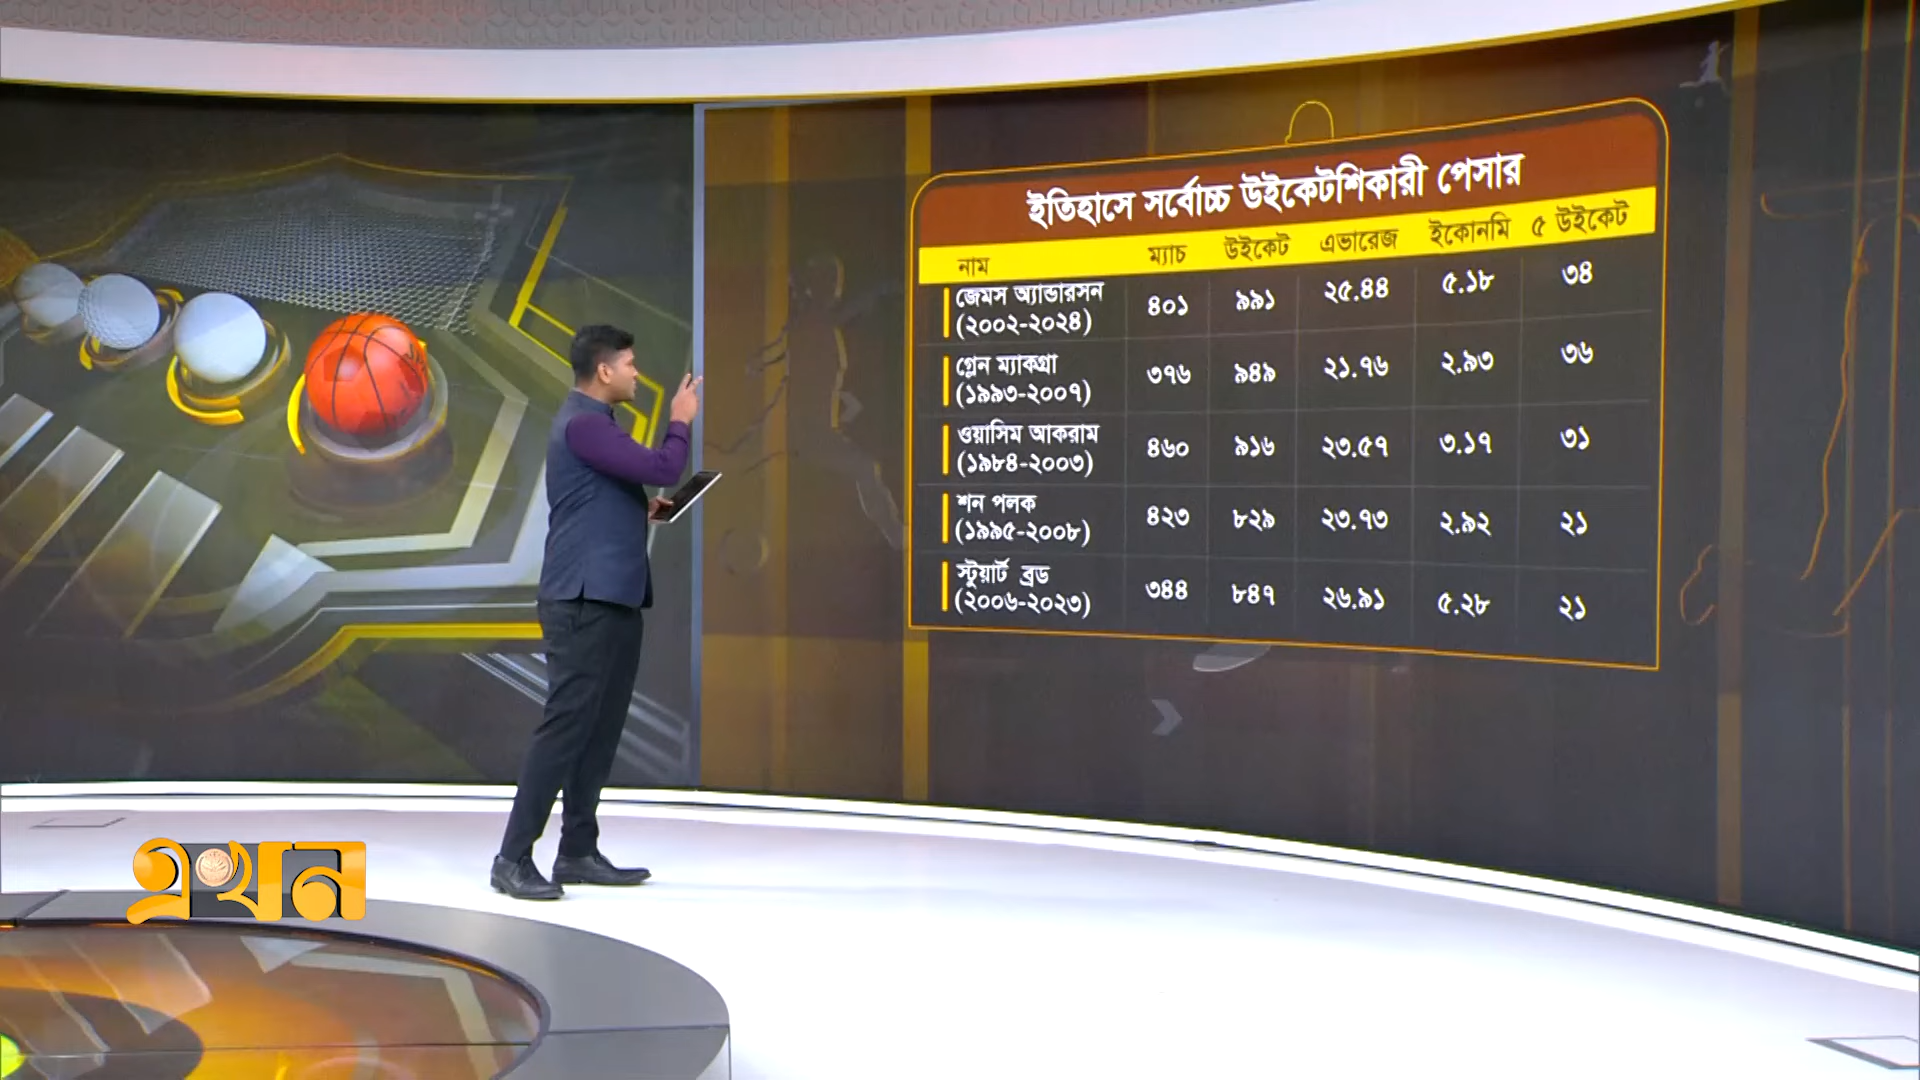 ইতিহাসে সর্বোচ্চ উইকেটশিকারী পেসার
নাম ম্যাচ উইকেট এভারেজ ইকোনমি ৫ উইকেট
জেমস অ্যান্ডারসন
(২০০২-২০২৪) ৪০১ ৯৯১ ২৫.৪৪ ৫.১৮ ৩৪
গ্লেন ম্যাকগ্রা
(১৯৯৩-২০০৭) ৩৭৬ ৯৪৯ ২১.৭৬ ২.৯৩ ৩৬
ওয়াসিম আকরাম
(১৯৮৪-২০০৩) ৪৬০ ৯১৬ ২৩.৫৭ ৩.১৭ ৩১
শন পলক
(১৯৯৫-২০০৮) ৪২৩ ৮২৯ ২৩.৭৩ ২.৯২ ২১
স্টুয়ার্ট ব্রড
(২০০৬-২০২৩) ৩৪৪ ৮৪৭ ২৬.৯১ ৫.২৮ ২১
এখন